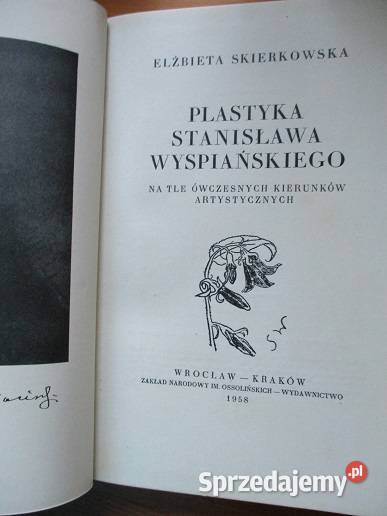 ELŻBIETA SKIERKOWSKA
PLASTYKA
STANISŁAWA
WYSPIAŃSKIEGO
NA TLE ÓWCZESNYCH KIERUNKÓW
ARTYSTYCZNYCH
SW
WROCŁAW — KRAKÓW
ZAKŁAD NARODOWY IM. OSSOLIŃSKICH — WYDAWNICTWO
1958
Sprzedajemy.pl